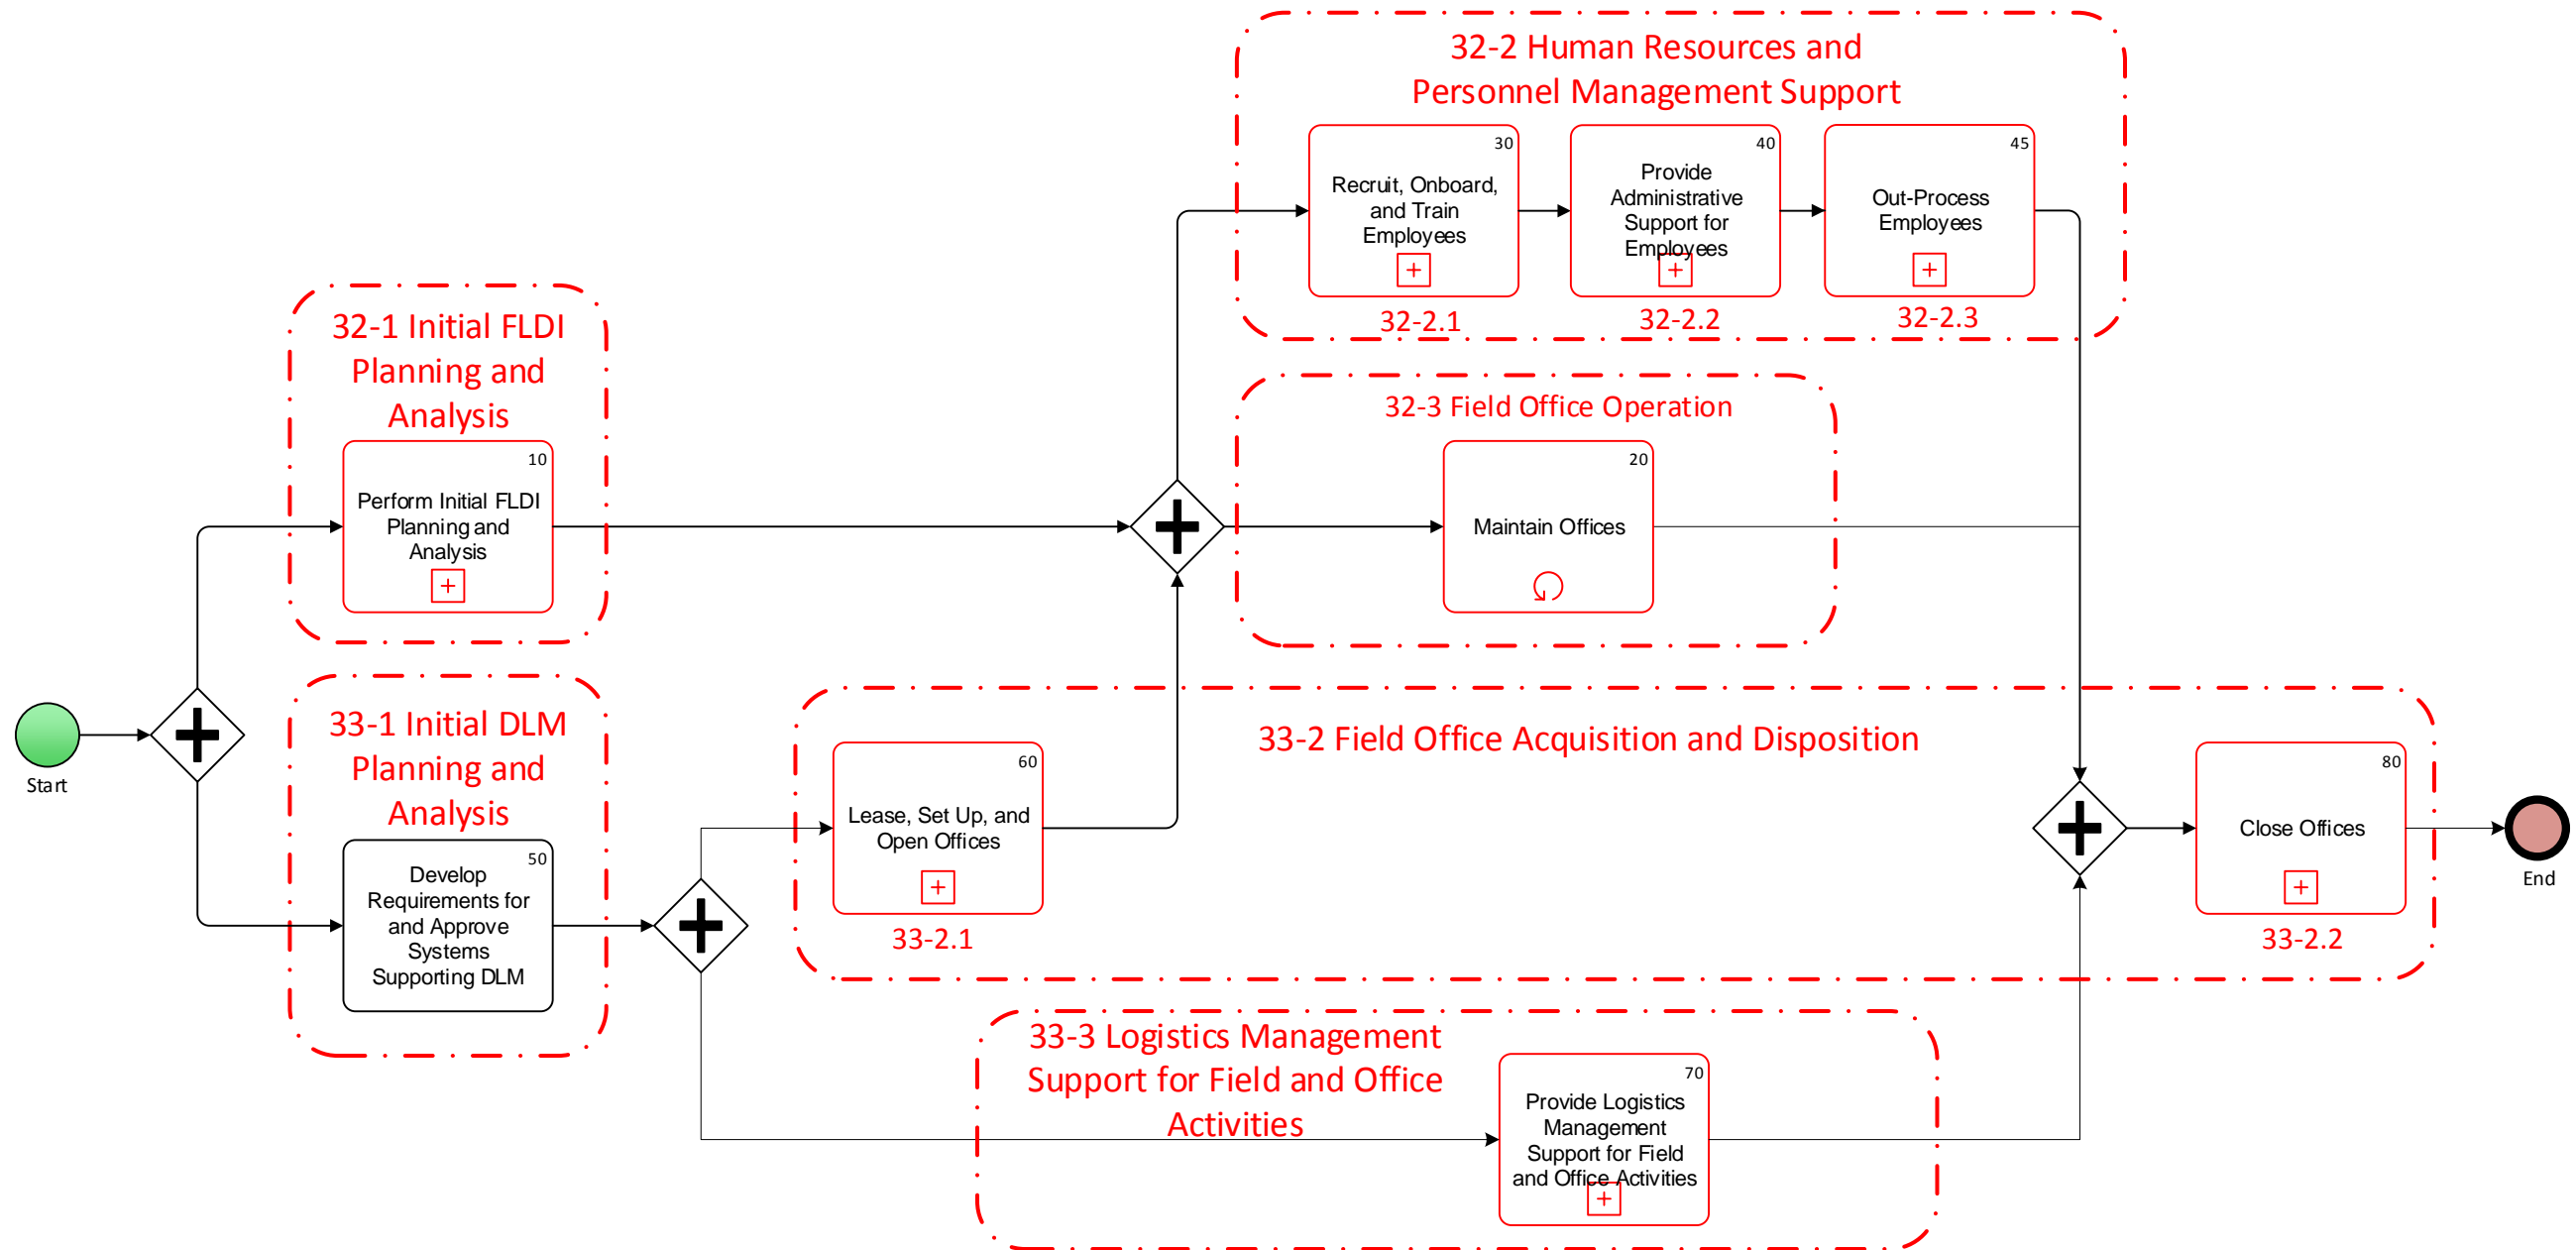 32-2 Human Resources and
Personnel Management Support
30
Recruit, Onboard,
and Train
Employees
32-2.1
40
Provide
Administrative
Support for
Employees
32-2.2
45
Out-Process
Employees
32-2.3
32-1 Initial FLDI
Planning and
Analysis
10
Perform Initial FLDI
Planning and
Analysis
32-3 Field Office Operation
20
Maintain Offices
Start
33-1 Initial DLM
Planning and
Analysis
50
Develop
Requirements for
and Approve
Systems
Supporting DLM
33-2 Field Office Acquisition and Disposition
60
Lease, Set Up, and
Open Offices
33-2.1
80
Close Offices
33-2.2
End
33-3 Logistics Management
Support for Field and Office
Activities
70
Provide Logistics
Management
Support for Field
and Office Activities